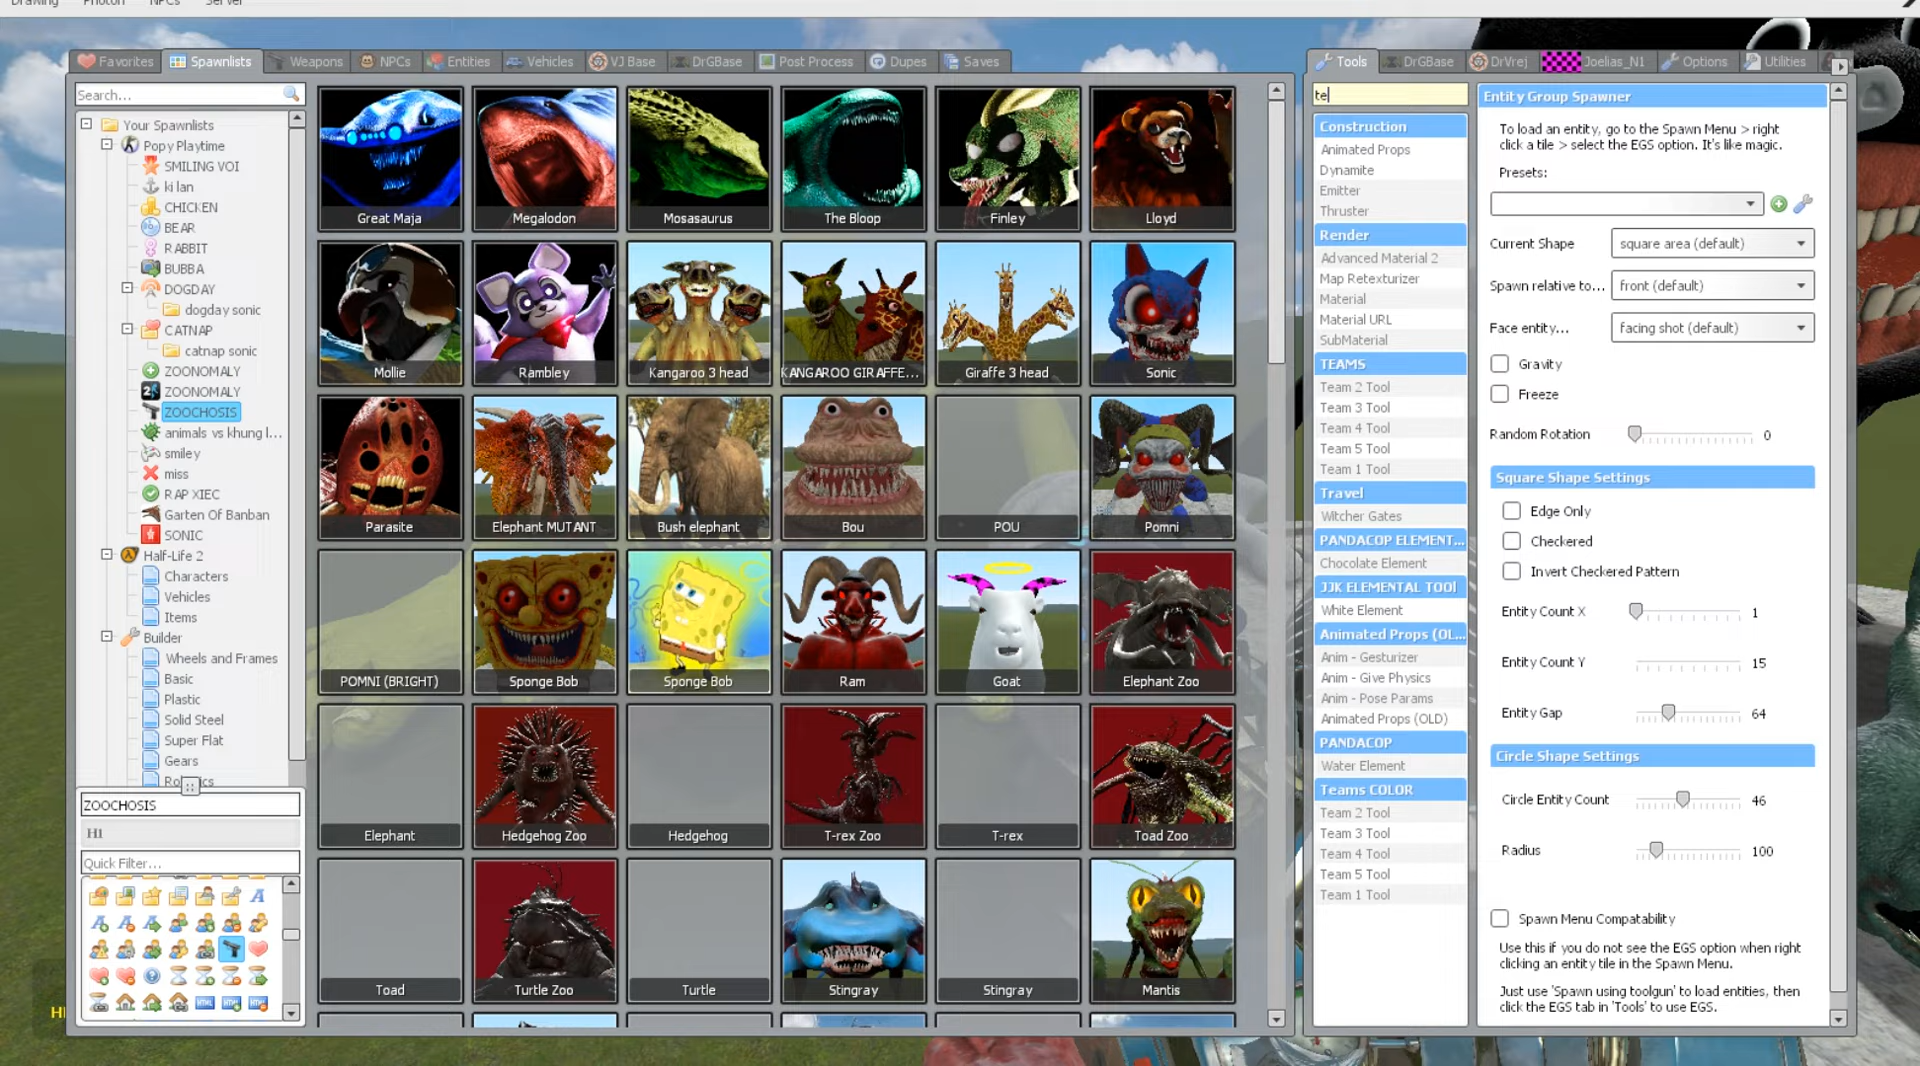 Drawing Photon NPCs Server
Favorites Spawnlists Weapons NPCs Entities Vehicles VJ Base DrGBase Post Process Dupes Saves
Search...
Your Spawnlists
Popy Playtime
SMILING VOI
ki lan
CHICKEN
BEAR
RABBIT
BUBBA
DOGDAY
dogday sonic
CATNAP
catnap sonic
ZOONOMALY
ZOONOMALY
ZOOCHOSIS
animals vs khung l...
smiley
miss
RAP XIEC
Garten Of Banban
SONIC
Half-Life 2
Characters
Vehicles
Items
Builder
Wheels and Frames
Basic
Plastic
Solid Steel
Super Flat
Gears
ZOOCHOSIS
H1
Quick Filter...
Great Maja Megalodon Mosasaurus The Bloop Finley Lloyd
Mollie Rambley Kangaroo 3 head KANGAROO GIRAFFE... Giraffe 3 head Sonic
Parasite Elephant MUTANT Bush elephant Bou POU Pomni
POMNI (BRIGHT) Sponge Bob Sponge Bob Ram Goat Elephant Zoo
Elephant Hedgehog Zoo Hedgehog T-rex Zoo T-rex Toad Zoo
Toad Turtle Zoo Turtle Stingray Stingray Mantis
Tools DrGBase DrVrej Joelias_N1 Options Utilities
te
Construction
Animated Props
Dynamite
Emitter
Thruster
Render
Advanced Material 2
Map Retexturizer
Material
Material URL
SubMaterial
TEAMS
Team 2 Tool
Team 3 Tool
Team 4 Tool
Team 5 Tool
Team 1 Tool
Travel
Witcher Gates
PANDACOP ELEMENT...
Chocolate Element
JJK ELEMENTAL TOOl
White Element
Animated Props (OL...
Anim - Gesturizer
Anim - Give Physics
Anim - Pose Params
Animated Props (OLD)
PANDACOP
Water Element
Teams COLOR
Team 2 Tool
Team 3 Tool
Team 4 Tool
Team 5 Tool
Team 1 Tool
Entity Group Spawner
To load an entity, go to the Spawn Menu > right
click a tile > select the EGS option. It's like magic.
Presets:
Current Shape square area (default)
Spawn relative to... front (default)
Face entity... facing shot (default)
Gravity
Freeze
Random Rotation 0
Square Shape Settings
Edge Only
Checkered
Invert Checkered Pattern
Entity Count X 1
Entity Count Y 15
Entity Gap 64
Circle Shape Settings
Circle Entity Count 46
Radius 100
Spawn Menu Compatability
Use this if you do not see the EGS option when right
clicking an entity tile in the Spawn Menu.
Just use 'Spawn using toolgun' to load entities, then
click the EGS tab in 'Tools' to use EGS.